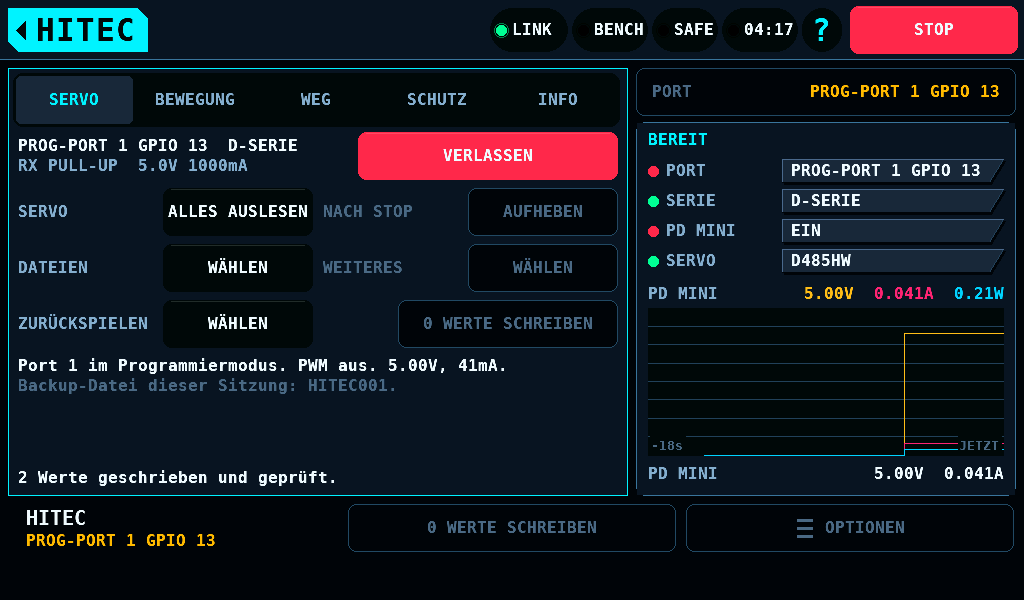 HITEC
LINK
BENCH
SAFE
04:17
?
STOP
SERVO BEWEGUNG WEG SCHUTZ INFO
PROG-PORT 1 GPIO 13 D-SERIE
RX PULL-UP 5.0V 1000mA
VERLASSEN
SERVO ALLES AUSLESEN NACH STOP AUFHEBEN
DATEIEN WÄHLEN WEITERES WÄHLEN
ZURÜCKSPIELEN WÄHLEN 0 WERTE SCHREIBEN
Port 1 im Programmiermodus. PWM aus. 5.00V, 41mA.
Backup-Datei dieser Sitzung: HITEC001.
2 Werte geschrieben und geprüft.
PORT PROG-PORT 1 GPIO 13
BEREIT
PORT PROG-PORT 1 GPIO 13
SERIE D-SERIE
PD MINI EIN
SERVO D485HW
PD MINI 5.00V 0.041A 0.21W
-18s JETZT
PD MINI 5.00V 0.041A
HITEC
PROG-PORT 1 GPIO 13
0 WERTE SCHREIBEN
OPTIONEN